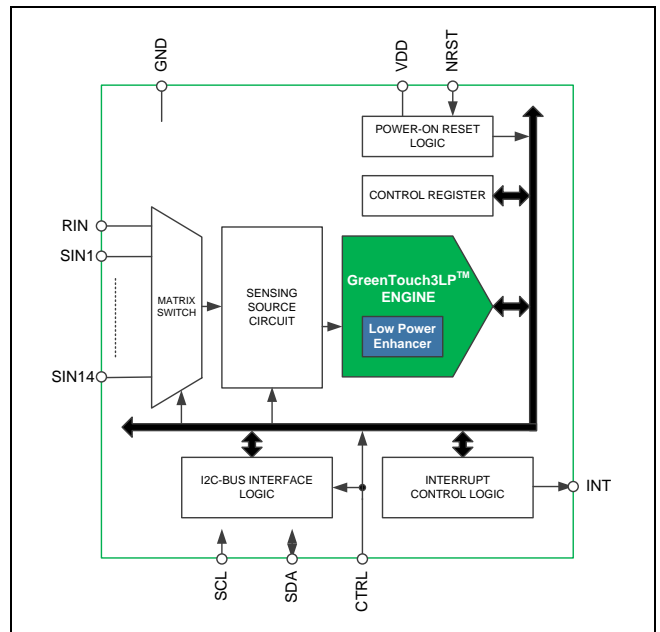 GND
VDD
NRST
POWER-ON RESET
LOGIC
CONTROL REGISTER
RIN
SIN1
SIN14
MATRIX
SWITCH
SENSING
SOURCE
CIRCUIT
GreenTouch3LP™
ENGINE
Low Power
Enhancer
I2C-BUS INTERFACE
LOGIC
INTERRUPT
CONTROL LOGIC
INT
SCL
SDA
CTRL